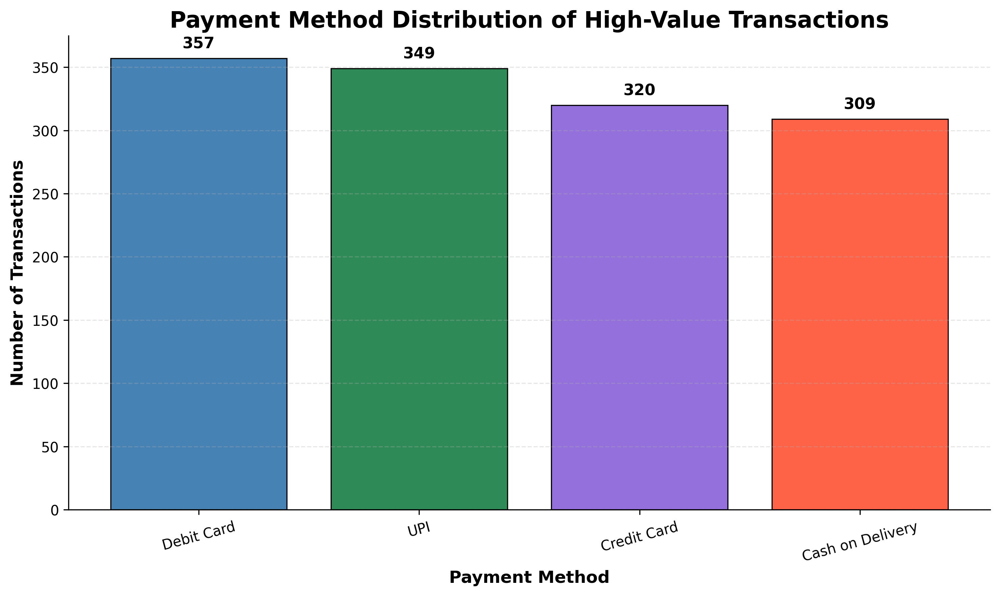 Payment Method Distribution of High-Value Transactions
357
349
320
309
350
300
250
200
150
100
50
0
Number of Transactions
Debit Card
UPI
Credit Card
Cash on Delivery
Payment Method